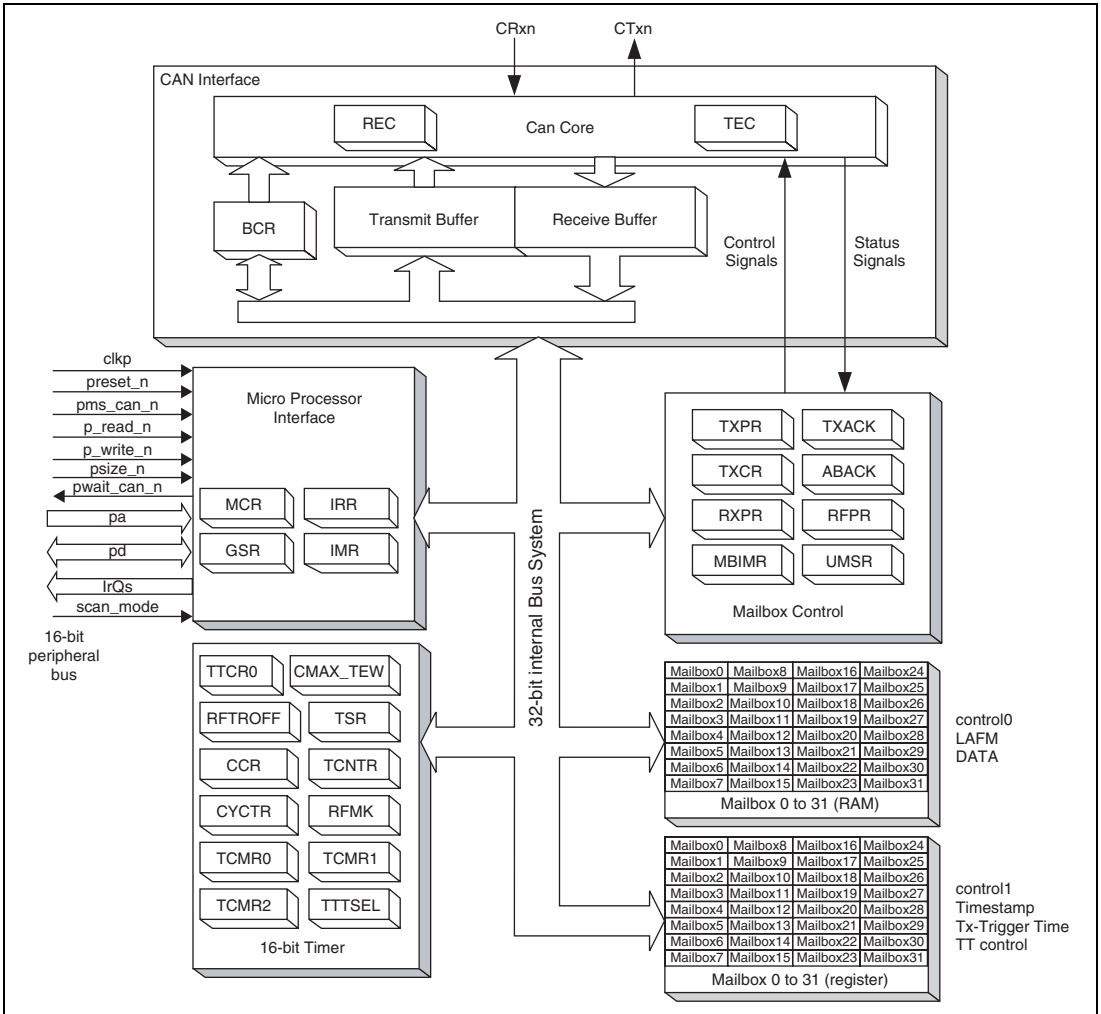 CRxn
CTxn
CAN Interface
REC
Can Core
TEC
BCR
Transmit Buffer
Receive Buffer
Control
Signals
Status
Signals
clkp
preset_n
pms_can_n
p_read_n
p_write_n
psize_n
pwait_can_n
pa
pd
IrQs
scan_mode
16-bit
peripheral
bus
Micro Processor
Interface
MCR
IRR
GSR
IMR
32-bit internal Bus System
TXPR
TXACK
TXCR
ABACK
RXPR
RFPR
MBIMR
UMSR
Mailbox Control
TTCR0
CMAX_TEW
RFTROFF
TSR
CCR
TCNTR
CYCTR
RFMK
TCMR0
TCMR1
TCMR2
TTTSEL
16-bit Timer
Mailbox0 Mailbox8 Mailbox16 Mailbox24
Mailbox1 Mailbox9 Mailbox17 Mailbox25
Mailbox2 Mailbox10 Mailbox18 Mailbox26
Mailbox3 Mailbox11 Mailbox19 Mailbox27
Mailbox4 Mailbox12 Mailbox20 Mailbox28
Mailbox5 Mailbox13 Mailbox21 Mailbox29
Mailbox6 Mailbox14 Mailbox22 Mailbox30
Mailbox7 Mailbox15 Mailbox23 Mailbox31
Mailbox 0 to 31 (RAM)
control0
LAFM
DATA
Mailbox0 Mailbox8 Mailbox16 Mailbox24
Mailbox1 Mailbox9 Mailbox17 Mailbox25
Mailbox2 Mailbox10 Mailbox18 Mailbox26
Mailbox3 Mailbox11 Mailbox19 Mailbox27
Mailbox4 Mailbox12 Mailbox20 Mailbox28
Mailbox5 Mailbox13 Mailbox21 Mailbox29
Mailbox6 Mailbox14 Mailbox22 Mailbox30
Mailbox7 Mailbox15 Mailbox23 Mailbox31
Mailbox 0 to 31 (register)
control1
Timestamp
Tx-Trigger Time
TT control